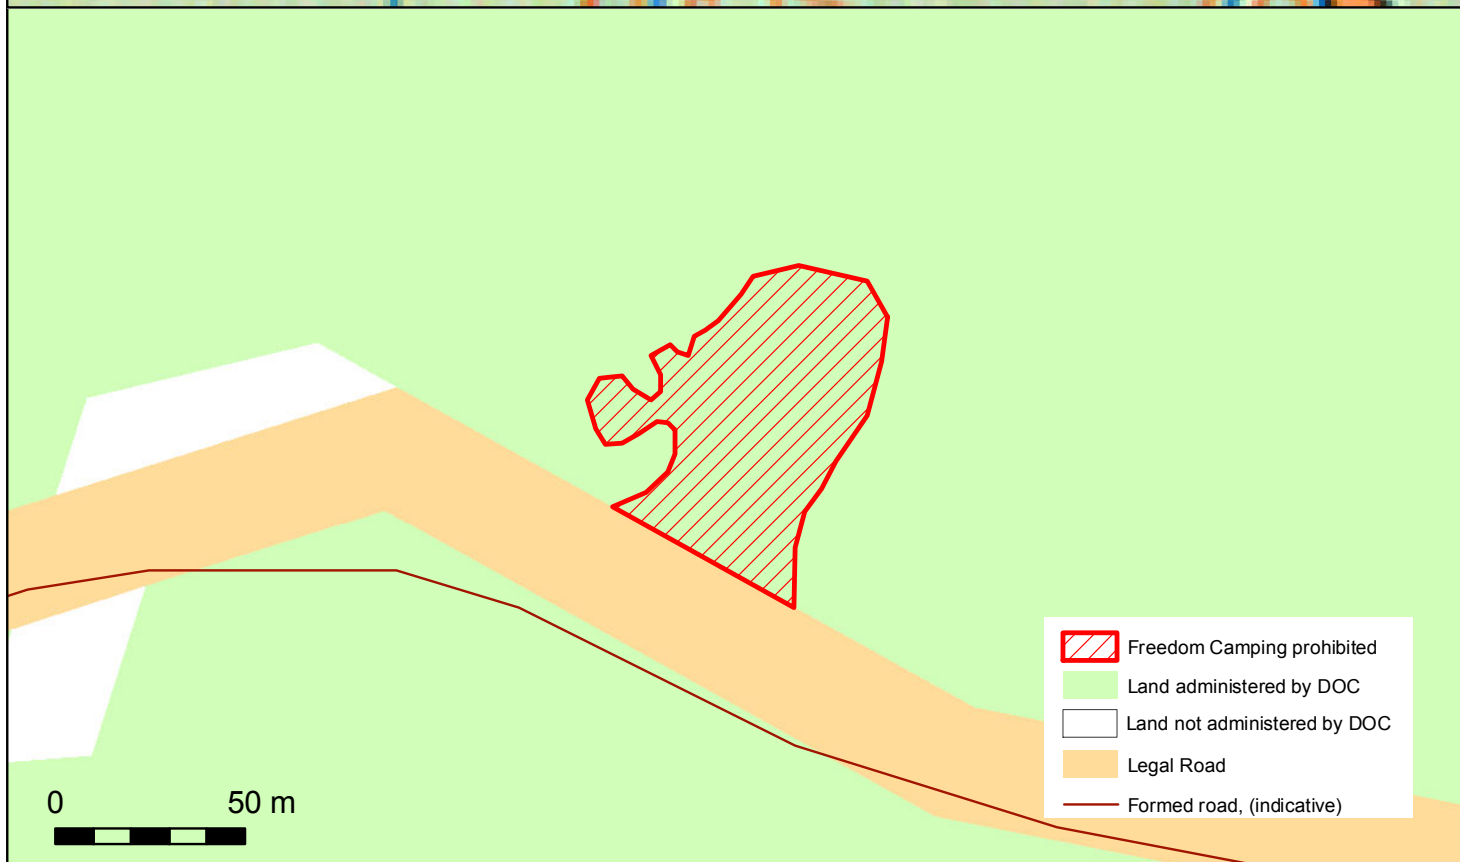 Freedom Camping prohibited
Land administered by DOC
Land not administered by DOC
Legal Road
Formed road, (indicative)
0 50 m